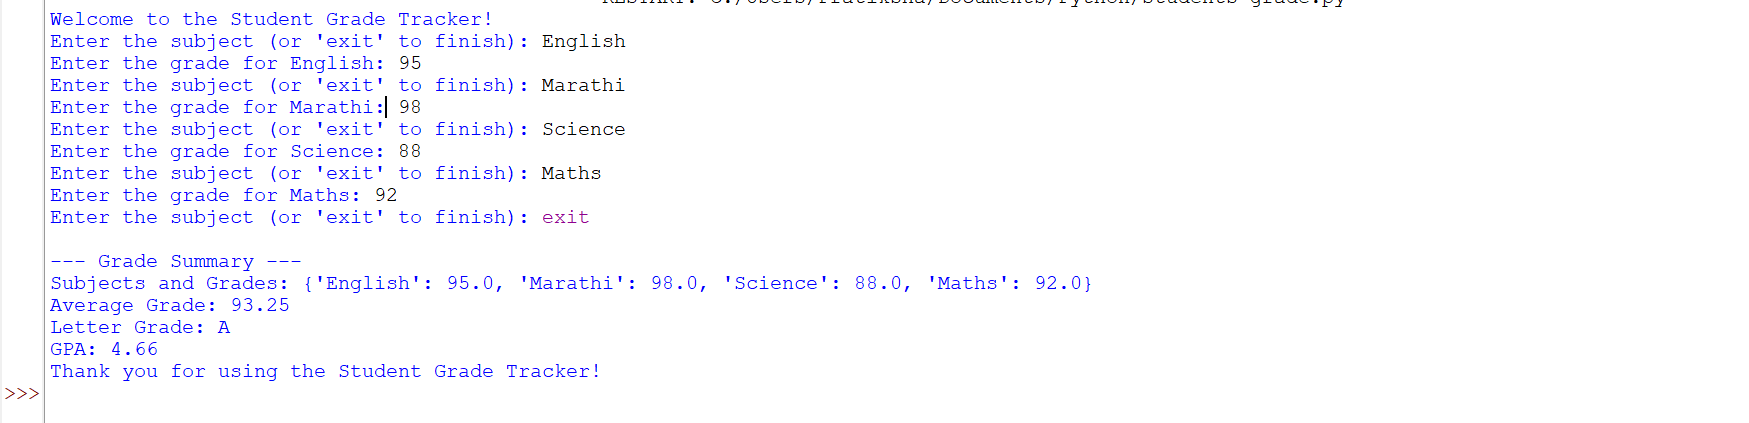 Welcome to the Student Grade Tracker!
Enter the subject (or 'exit' to finish): English
Enter the grade for English: 95
Enter the subject (or 'exit' to finish): Marathi
Enter the grade for Marathi: 98
Enter the subject (or 'exit' to finish): Science
Enter the grade for Science: 88
Enter the subject (or 'exit' to finish): Maths
Enter the grade for Maths: 92
Enter the subject (or 'exit' to finish): exit
--- Grade Summary ---
Subjects and Grades: {'English': 95.0, 'Marathi': 98.0, 'Science': 88.0, 'Maths': 92.0}
Average Grade: 93.25
Letter Grade: A
GPA: 4.66
Thank you for using the Student Grade Tracker!
>>>